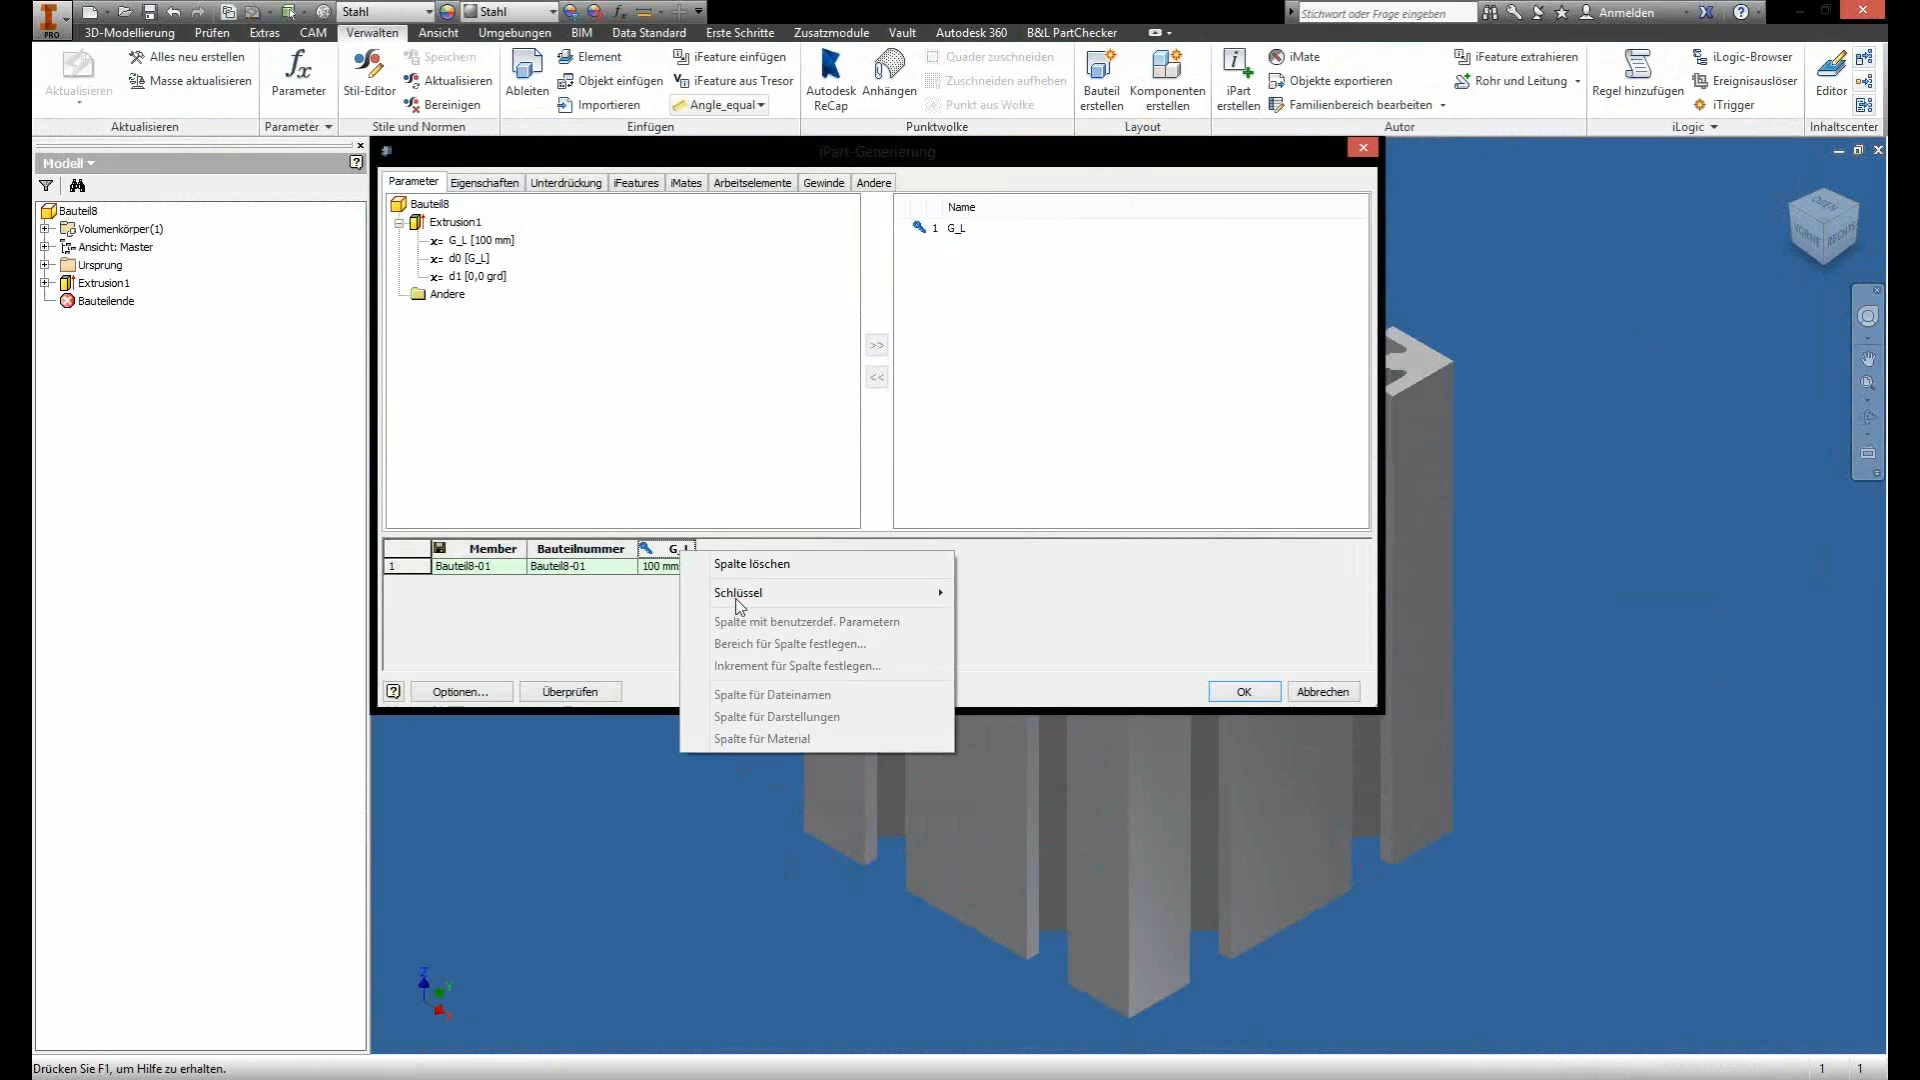 PRO
Stahl
Stahl
Stichwort oder Frage eingeben
Anmelden
3D-Modellierung Prüfen Extras CAM Verwalten Ansicht Umgebungen BIM Data Standard Erste Schritte Zusatzmodule Vault Autodesk 360 B&L PartChecker
Aktualisieren
Alles neu erstellen
Masse aktualisieren
Aktualisieren
fx
Parameter
Parameter
Stil-Editor
Speichern
Aktualisieren
Bereinigen
Stile und Normen
Ableiten
Element
Objekt einfügen
Importieren
iFeature einfügen
iFeature aus Tresor
Angle_equal
Einfügen
Autodesk
ReCap
Anhängen
Quader zuschneiden
Zuschneiden aufheben
Punkt aus Wolke
Punktwolke
Bauteil
erstellen
Komponenten
erstellen
Layout
iPart
erstellen
iMate
Objekte exportieren
Familienbereich bearbeiten
iFeature extrahieren
Rohr und Leitung
Autor
Regel hinzufügen
iLogic-Browser
Ereignisauslöser
iTrigger
iLogic
Editor
Inhaltscenter
Modell
Bauteil8
Volumenkörper(1)
Ansicht: Master
Ursprung
Extrusion1
Bauteilende
iPart-Generierung
Parameter Eigenschaften Unterdrückung iFeatures iMates Arbeitselemente Gewinde Andere
Bauteil8
Extrusion1
x= G_L [100 mm]
x= d0 [G_L]
x= d1 [0,0 grd]
Andere
>>
<<
Name
1 G_L
Member Bauteilnummer
1 Bauteil8-01 Bauteil8-01 100 mm
Spalte löschen
Schlüssel
Spalte mit benutzerdef. Parametern
Bereich für Spalte festlegen...
Inkrement für Spalte festlegen...
Spalte für Dateinamen
Spalte für Darstellungen
Spalte für Material
Optionen...
Überprüfen
OK
Abbrechen
OBEN
VORNE
RECHTS
Z
Y
Drücken Sie F1, um Hilfe zu erhalten.
1 1